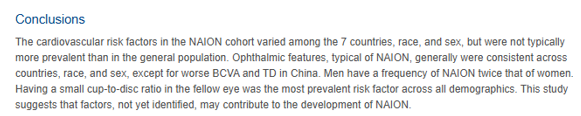 Conclusions
The cardiovascular risk factors in the NAION cohort varied among the 7 countries, race, and sex, but were not typically
more prevalent than in the general population. Ophthalmic features, typical of NAION, generally were consistent across
countries, race, and sex, except for worse BCVA and TD in China. Men have a frequency of NAION twice that of women.
Having a small cup-to-disc ratio in the fellow eye was the most prevalent risk factor across all demographics. This study
suggests that factors, not yet identified, may contribute to the development of NAION.